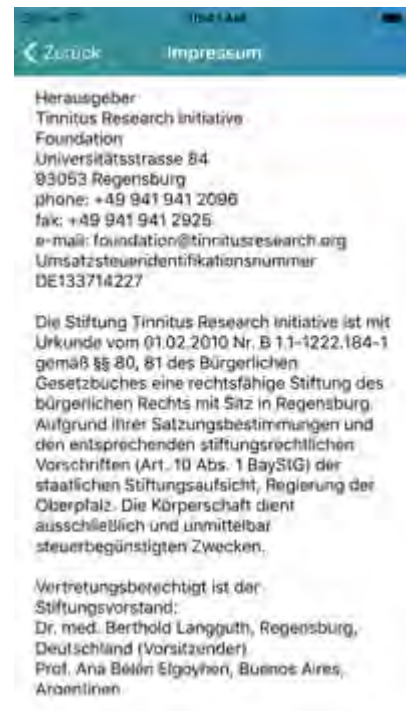 Zurück
Impressum
Herausgeber
Tinnitus Research Initiative
Foundation
Universitätsstrasse 84
93053 Regensburg
phone: +49 941 941 2096
fax: +49 941 941 2925
e-mail: foundation@tinnitusresearch.org
Umsatzsteueridentifikationsnummer
DE133714227
Die Stiftung Tinnitus Research Initiative ist mit
Urkunde vom 01.02.2010 Nr. B 1.1-1222.184-1
gemäß §§ 80, 81 des Bürgerlichen
Gesetzbuches eine rechtsfähige Stiftung des
bürgerlichen Rechts mit Sitz in Regensburg.
Aufgrund ihrer Satzungsbestimmungen und
den entsprechenden stiftungsrechtlichen
Vorschriften (Art. 10 Abs. 1 BayStG) der
staatlichen Stiftungsaufsicht, Regierung der
Oberpfalz. Die Körperschaft dient
ausschließlich und unmittelbar
steuerbegünstigten Zwecken.
Vertretungsberechtigt ist der
Stiftungsvorstand:
Dr. med. Berthold Langguth, Regensburg,
Deutschland (Vorsitzender)
Prof. Ana Belén Elgoyhen, Buenos Aires,
Argentinen